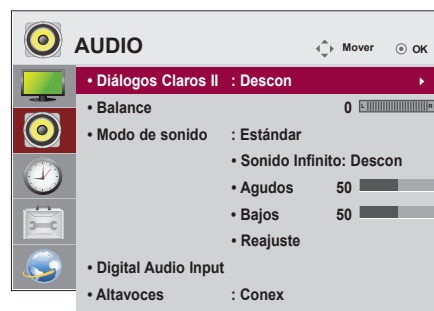 AUDIO
Mover
OK
• Diálogos Claros II : Descon
• Balance 0 L R
• Modo de sonido : Estándar
• Sonido Infinito: Descon
• Agudos 50
• Bajos 50
• Reajuste
• Digital Audio Input
• Altavoces : Conex